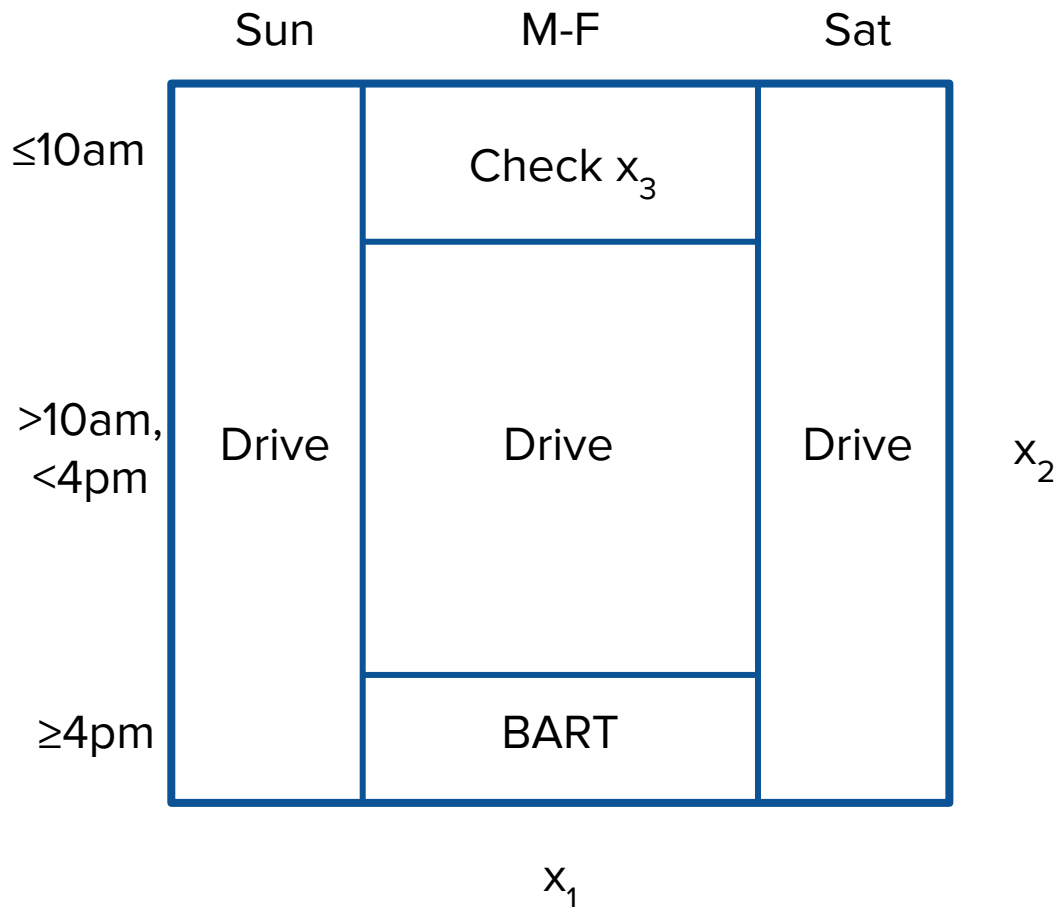 Sun M-F Sat
≤10am
Check x₃
>10am,
<4pm
Drive Drive Drive
x₂
≥4pm
BART
x₁